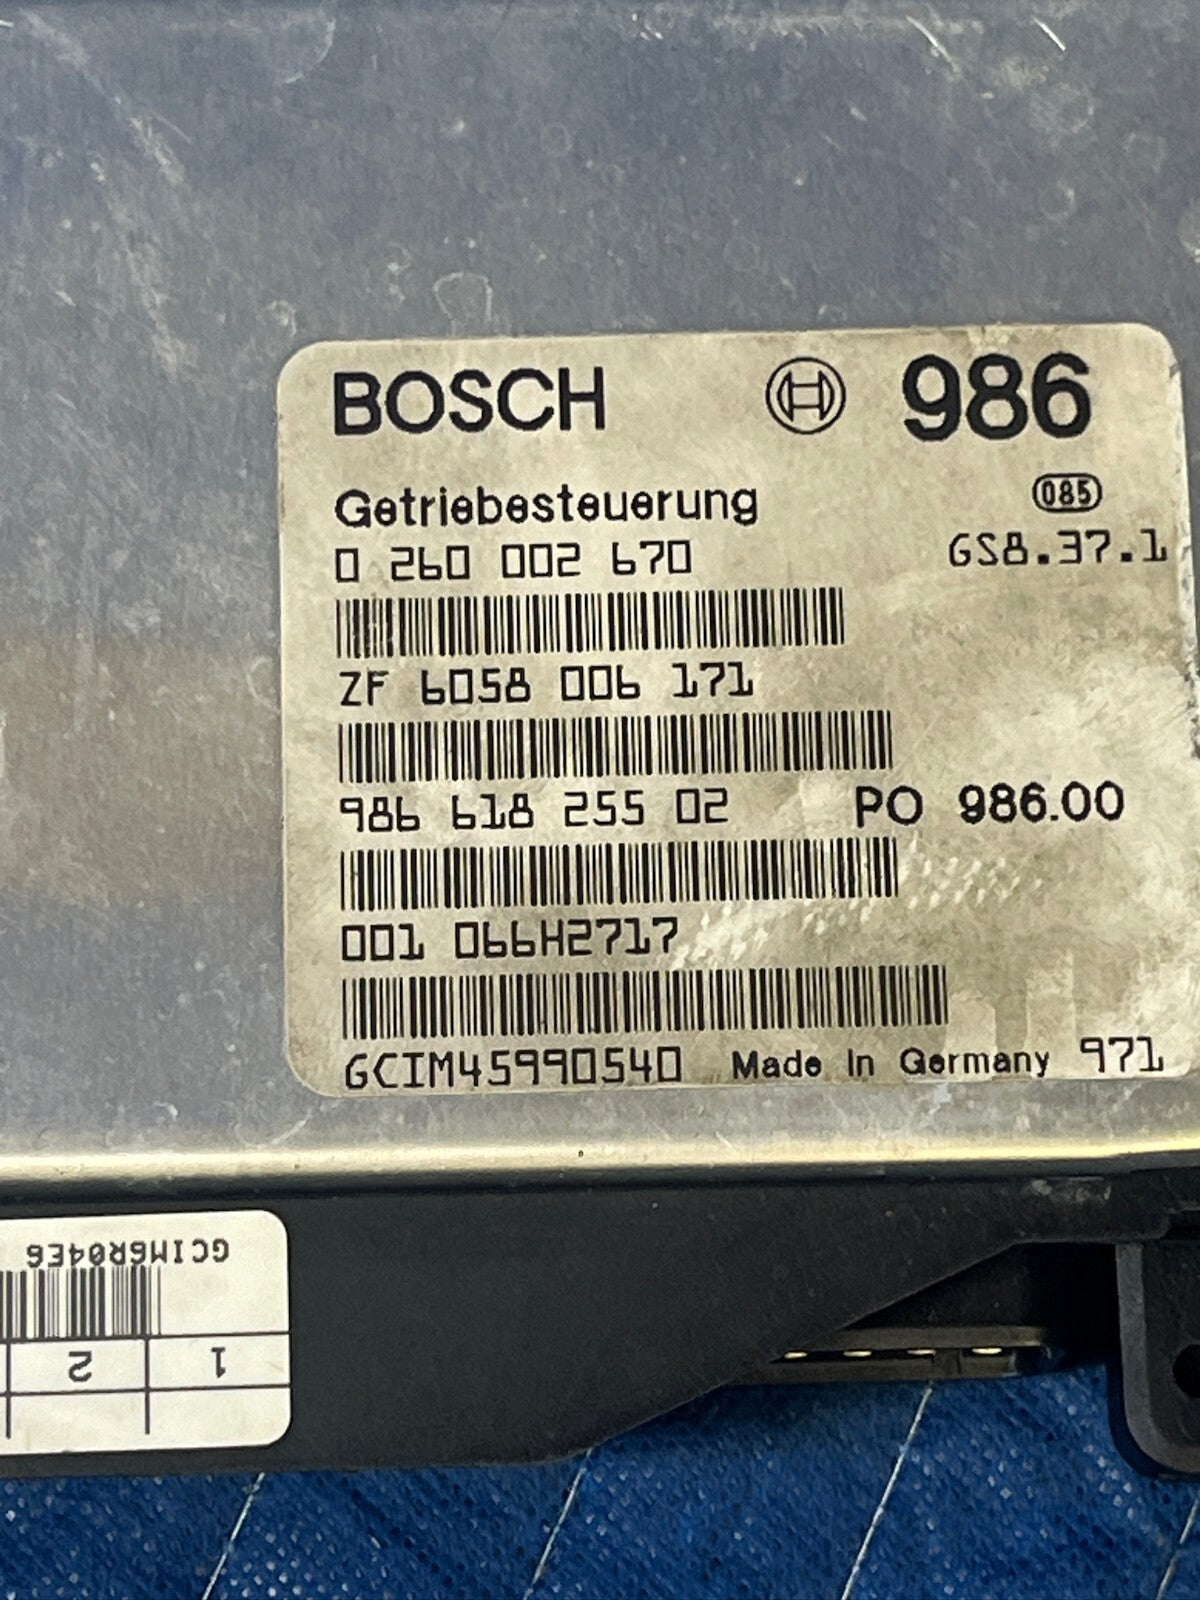 BOSCH 986
Getriebesteuerung 085
0 260 002 670 GS8.37.1
ZF 6058 006 171
986 618 255 02 PO 986.00
001 066H2717
GCIM45990540 Made in Germany 971
GCIM6R04E6
1 2